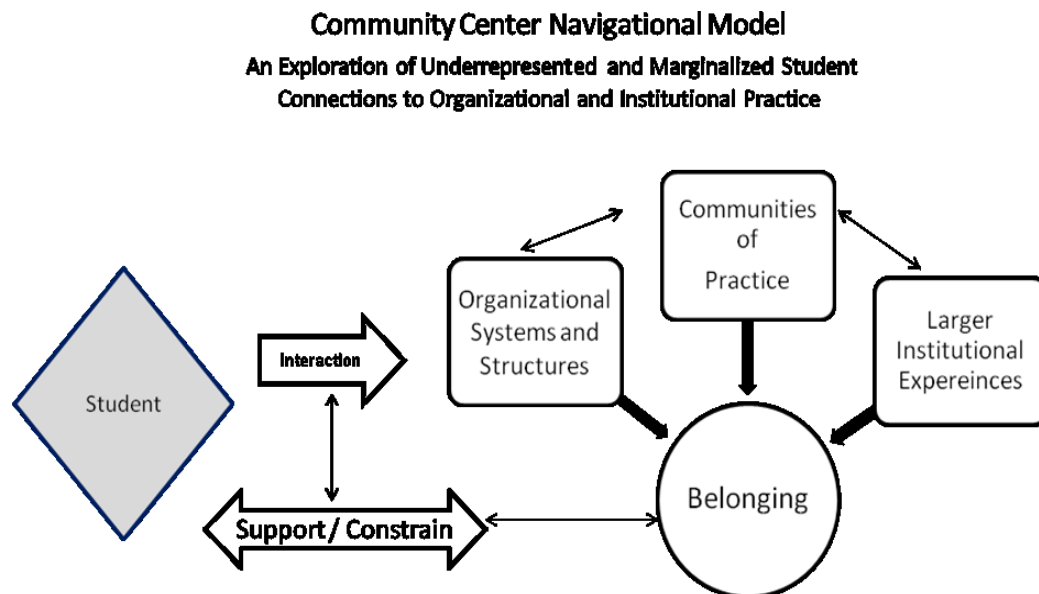 Community Center Navigational Model
An Exploration of Underrepresented and Marginalized Student
Connections to Organizational and Institutional Practice
Communities
of
Practice
Organizational
Systems and
Structures
Larger
Institutional
Expereinces
Interaction
Student
Belonging
Support / Constrain